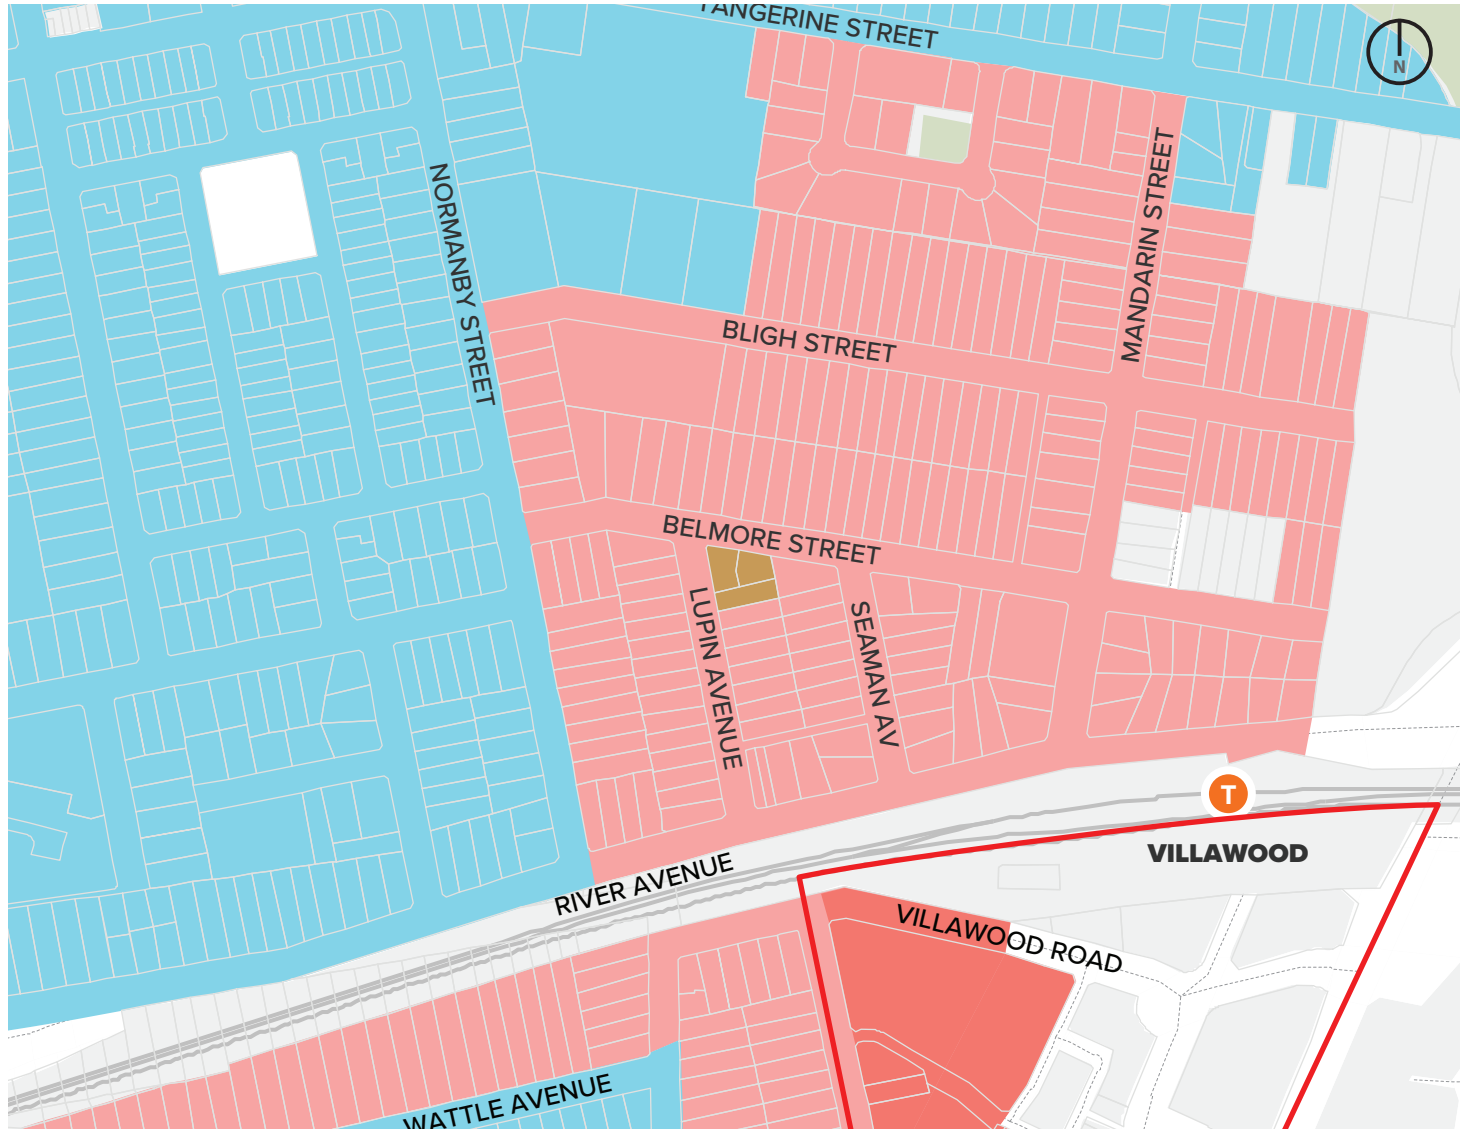 TANGERINE STREET
N
MANDARIN STREET
NORMANBY STREET
BLIGH STREET
BELMORE STREET
LUPIN AVENUE
SEAMAN AV
T
VILLAWOOD
RIVER AVENUE
VILLAWOOD ROAD
WATTLE AVENUE